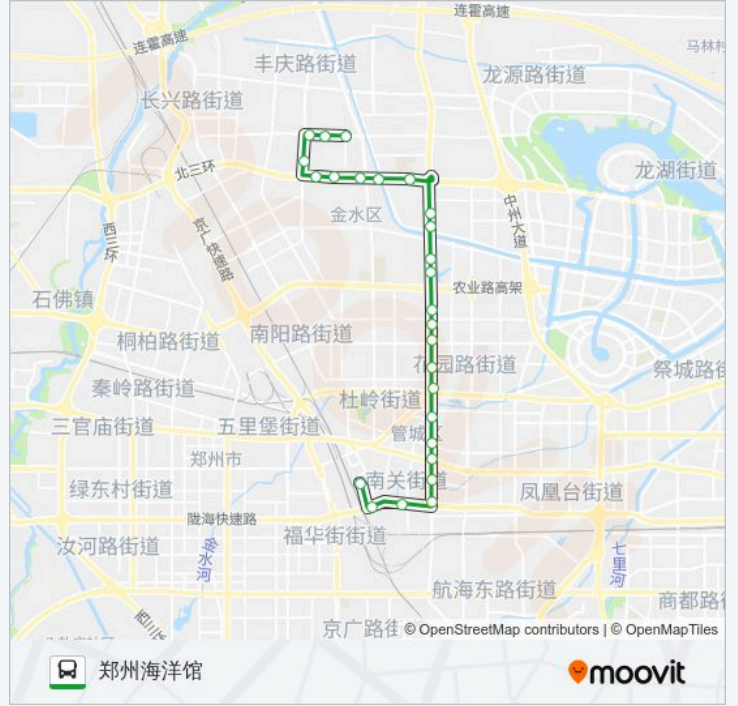 连霍高速
连霍高速
马林村
丰庆路街道
龙源路街道
长兴路街道
北三环
龙湖街道
金水区
中州大道
西三环
京广快速路
农业路高架
石佛镇
桐柏路街道
南阳路街道
花园路街道
祭城路街
秦岭路街道
杜岭街道
三官庙街道
五里堡街道
管城区
郑州市
南关街道
绿东村街道
凤凰台街道
陇海快速路
福华街街道
汝河路街道
金水河
七里河
航海东路街道
商都路街
西三环
京广路街
© OpenStreetMap contributors | © OpenMapTiles
郑州海洋馆
moovit